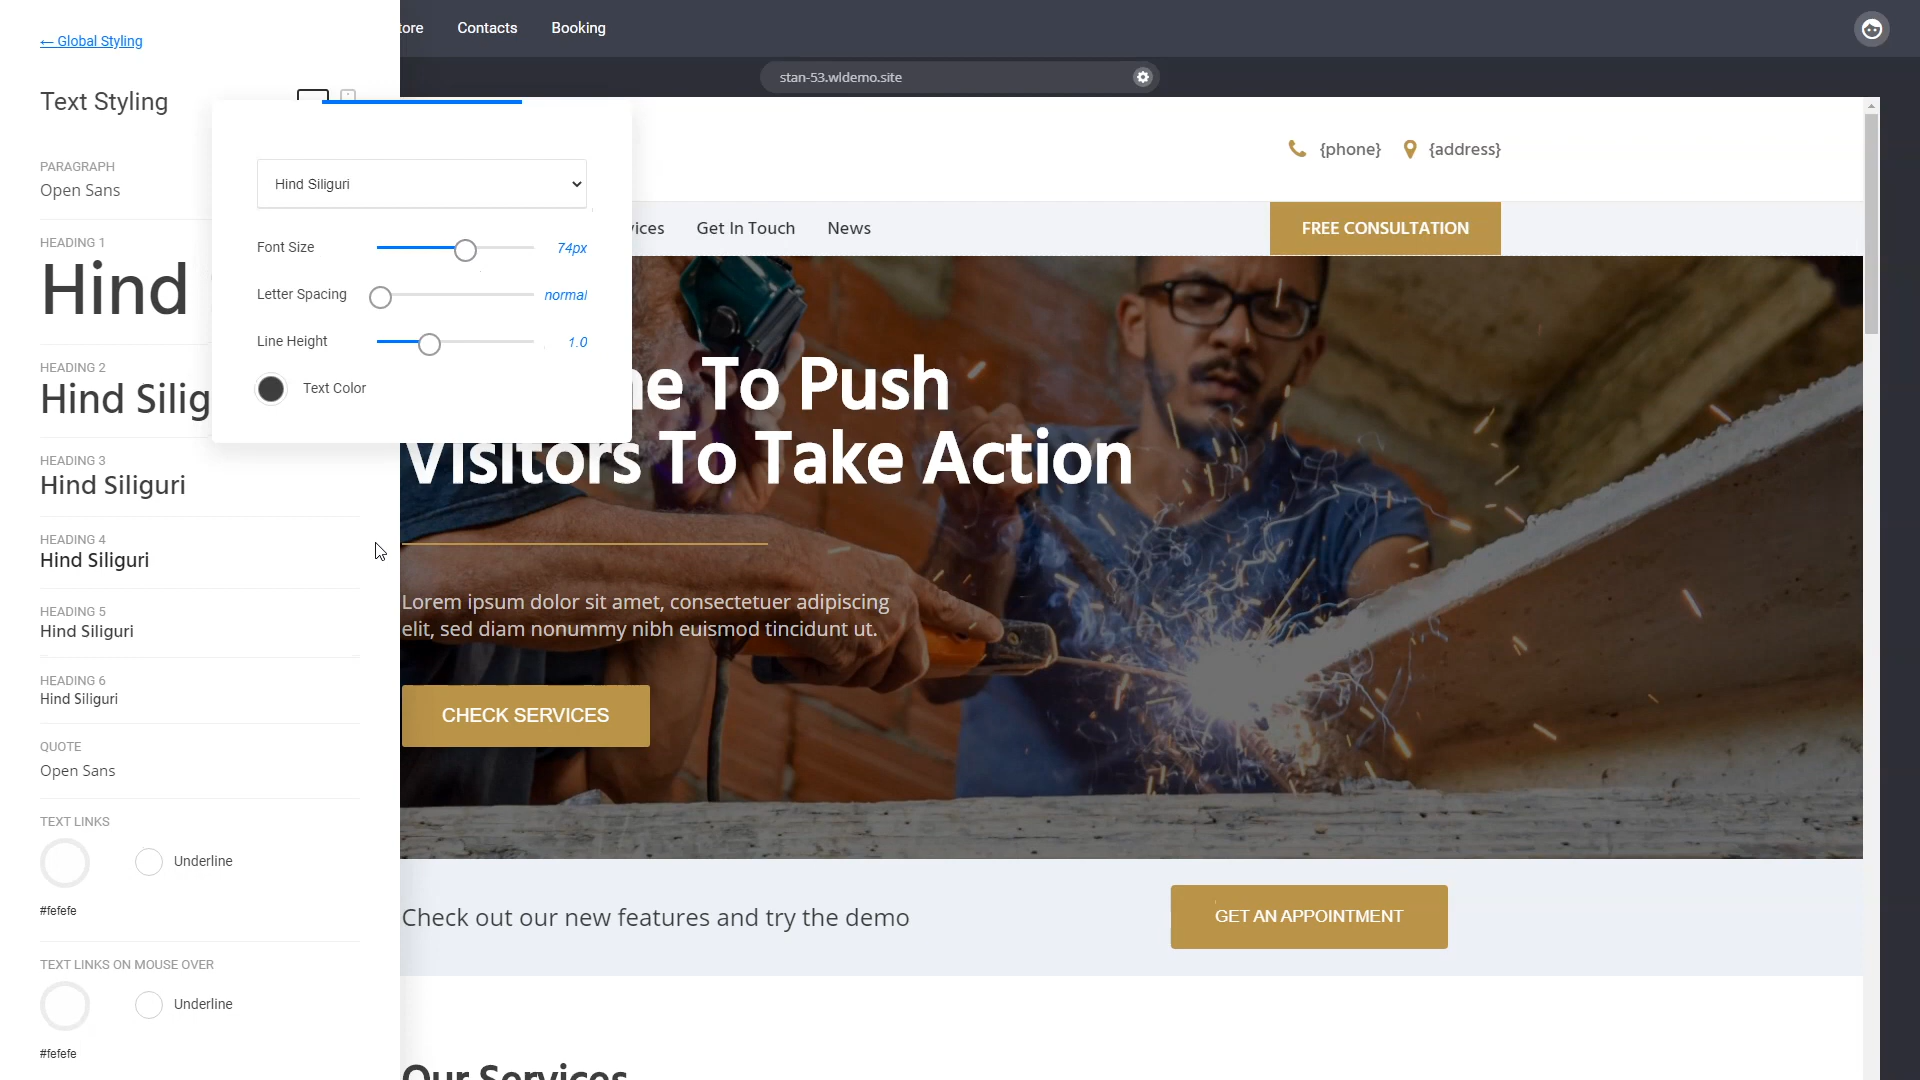 ← Global Styling
Text Styling
PARAGRAPH
Open Sans
HEADING 1
Hind
HEADING 2
Hind Silig
HEADING 3
Hind Siliguri
HEADING 4
Hind Siliguri
HEADING 5
Hind Siliguri
HEADING 6
Hind Siliguri
QUOTE
Open Sans
TEXT LINKS
Underline
#fefefe
TEXT LINKS ON MOUSE OVER
Underline
#fefefe
Hind Siliguri
Font Size 74px
Letter Spacing normal
Line Height 1.0
Text Color
tore Contacts Booking
stan-53.wldemo.site
{phone} {address}
vices Get In Touch News FREE CONSULTATION
ne To Push
Visitors To Take Action
Lorem ipsum dolor sit amet, consectetuer adipiscing
elit, sed diam nonummy nibh euismod tincidunt ut.
CHECK SERVICES
Check out our new features and try the demo GET AN APPOINTMENT
Our Services